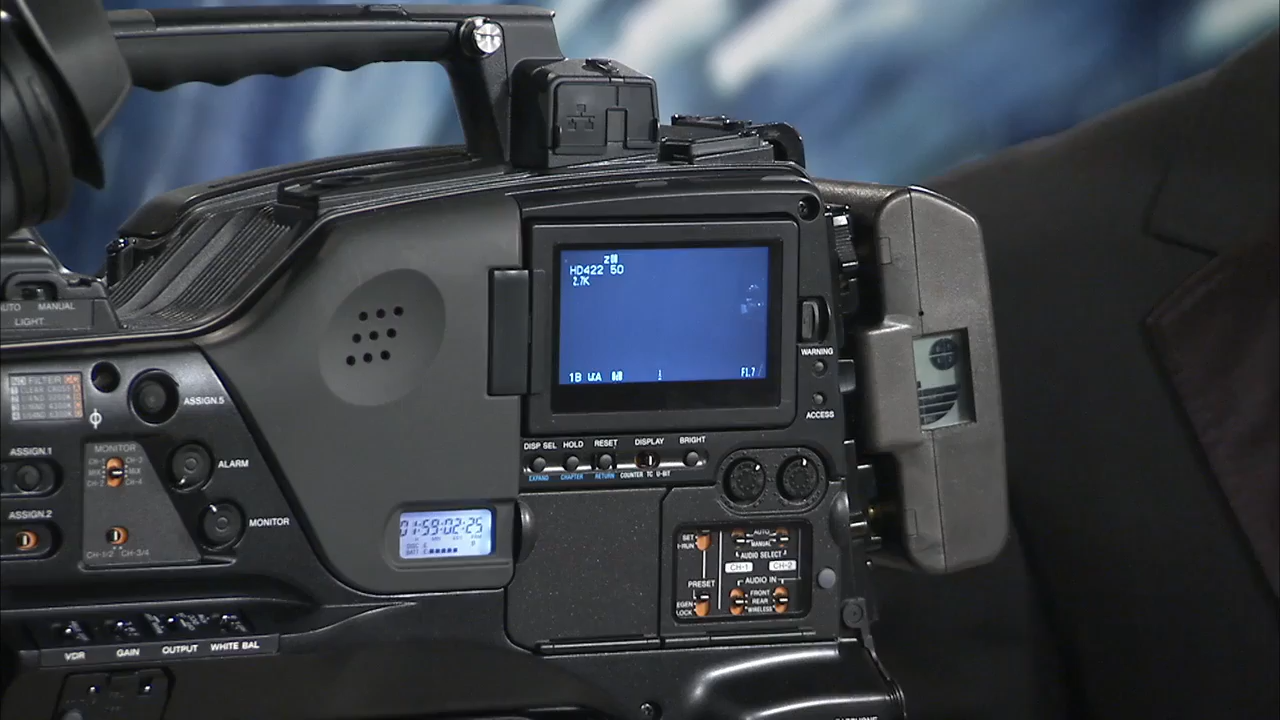 HD422 50
2.7K
F1.7
AUTO MANUAL
LIGHT
WARNING
ACCESS
FILTER
ASSIGN.5
DISP SEL HOLD RESET DISPLAY BRIGHT
EXPAND CHAPTER RETURN COUNTER TC U-BIT
ASSIGN.1
MONITOR
ALARM
ASSIGN.2
MONITOR
CH-1/2 CH-3/4
01:59:02:25
DISC
BATT
SET
AUTO
MANUAL
AUDIO SELECT
CH-1 CH-2
PRESET
AUDIO IN
FRONT
REAR
WIRELESS
VDR GAIN OUTPUT WHITE BAL